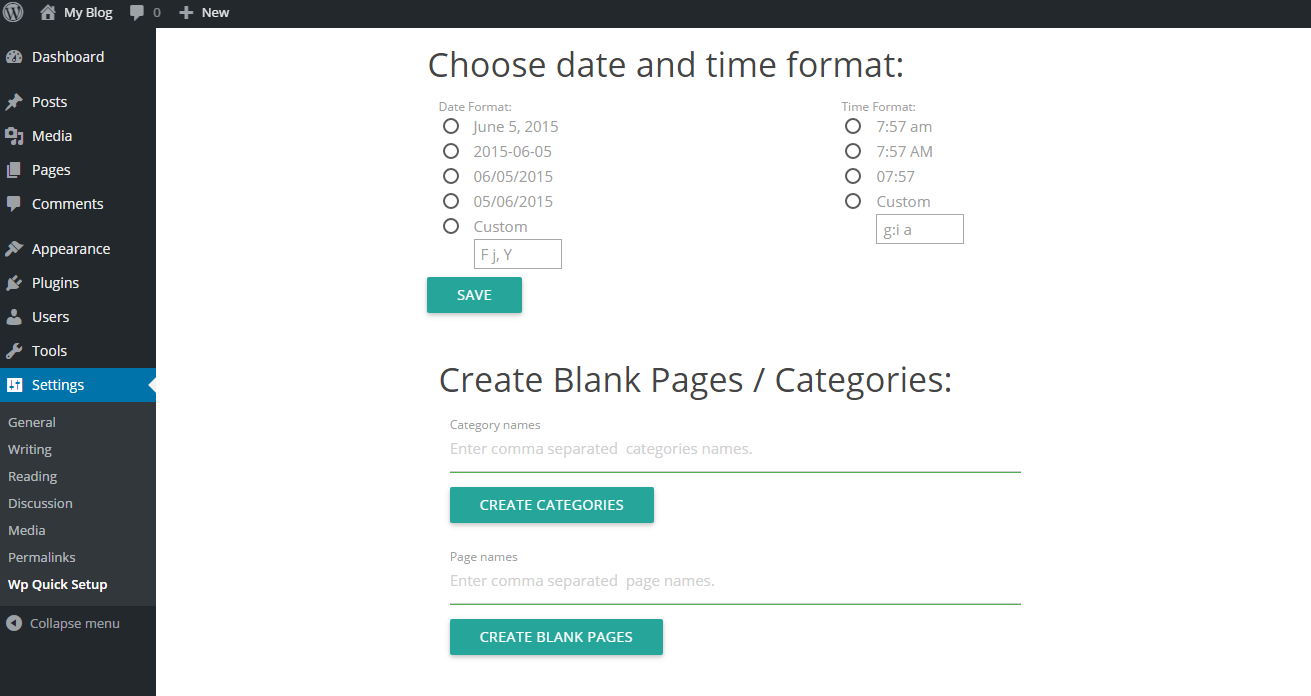 My Blog 0 New
Dashboard
Posts
Media
Pages
Comments
Appearance
Plugins
Users
Tools
Settings
General
Writing
Reading
Discussion
Media
Permalinks
Wp Quick Setup
Collapse menu
Choose date and time format:
Date Format:
June 5, 2015
2015-06-05
06/05/2015
05/06/2015
Custom
F j, Y
Time Format:
7:57 am
7:57 AM
07:57
Custom
g:i a
SAVE
Create Blank Pages / Categories:
Category names
Enter comma separated  categories names.
CREATE CATEGORIES
Page names
Enter comma separated  page names.
CREATE BLANK PAGES